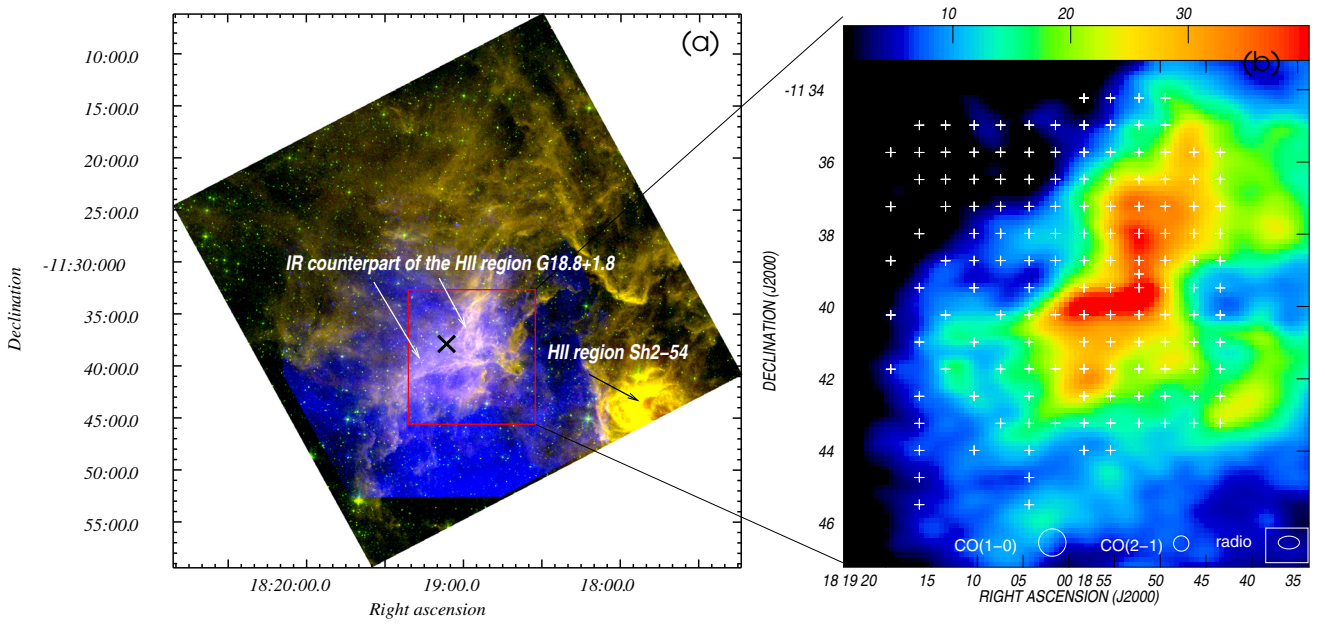 (a)
10:00.0
15:00.0
20:00.0
25:00.0
-11:30:000
35:00.0
40:00.0
45:00.0
50:00.0
55:00.0
Declination
IR counterpart of the HII region G18.8+1.8
HII region Sh2-54
18:20:00.0 19:00.0 18:00.0
Right ascension
10 20 30
(b)
-11 34
36
38
40
42
44
46
DECLINATION (J2000)
CO(1-0) CO(2-1) radio
18 19 20 15 10 05 00 18 55 50 45 40 35
RIGHT ASCENSION (J2000)